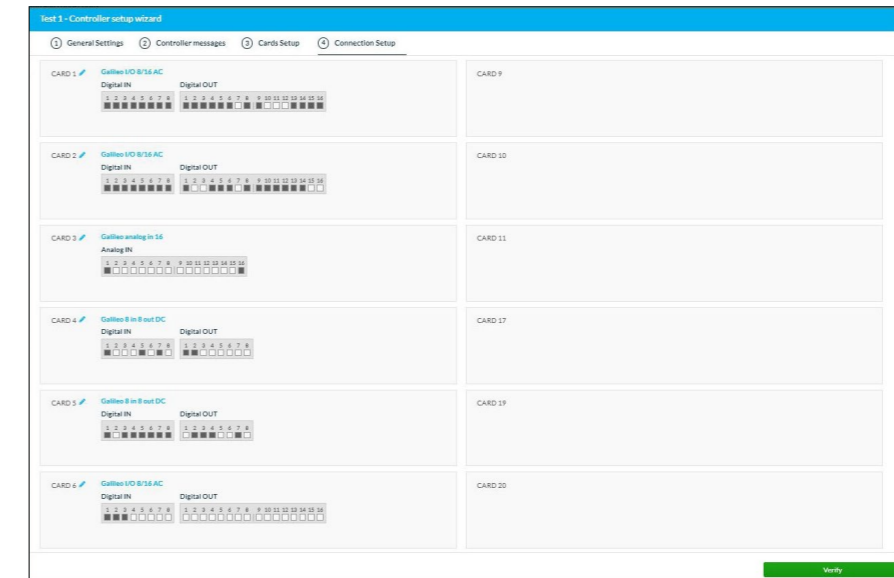 Test 1 - Controller setup wizard
1 General Settings 2 Controller messages 3 Cards Setup 4 Connection Setup
CARD 1 Galileo I/O 8/16 AC
Digital IN Digital OUT
1 2 3 4 5 6 7 8 1 2 3 4 5 6 7 8 9 10 11 12 13 14 15 16
CARD 9
CARD 2 Galileo I/O 8/16 AC
Digital IN Digital OUT
1 2 3 4 5 6 7 8 1 2 3 4 5 6 7 8 9 10 11 12 13 14 15 16
CARD 10
CARD 3 Galileo analog in 16
Analog IN
1 2 3 4 5 6 7 8 9 10 11 12 13 14 15 16
CARD 11
CARD 4 Galileo 8 in 8 out DC
Digital IN Digital OUT
1 2 3 4 5 6 7 8 1 2 3 4 5 6 7 8
CARD 17
CARD 5 Galileo 8 in 8 out DC
Digital IN Digital OUT
1 2 3 4 5 6 7 8 1 2 3 4 5 6 7 8
CARD 19
CARD 6 Galileo I/O 8/16 AC
Digital IN Digital OUT
1 2 3 4 5 6 7 8 1 2 3 4 5 6 7 8 9 10 11 12 13 14 15 16
CARD 20
Verify